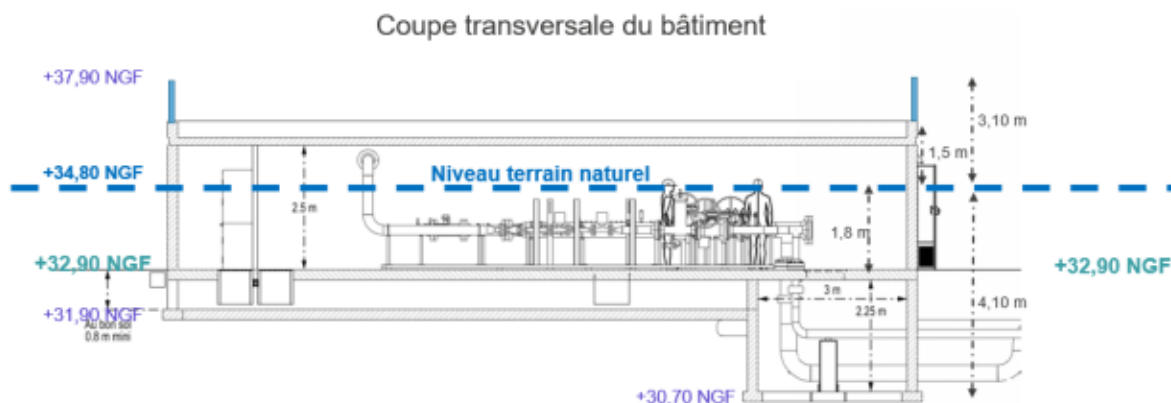 Coupe transversale du bâtiment
+37,90 NGF
3,10 m
1,5 m
+34,80 NGF
Niveau terrain naturel
2.5 m
1,8 m
+32,90 NGF
+32,90 NGF
3 m
2.25 m
4,10 m
+31,90 NGF
Au bon sol
0.8 m mini
+30,70 NGF